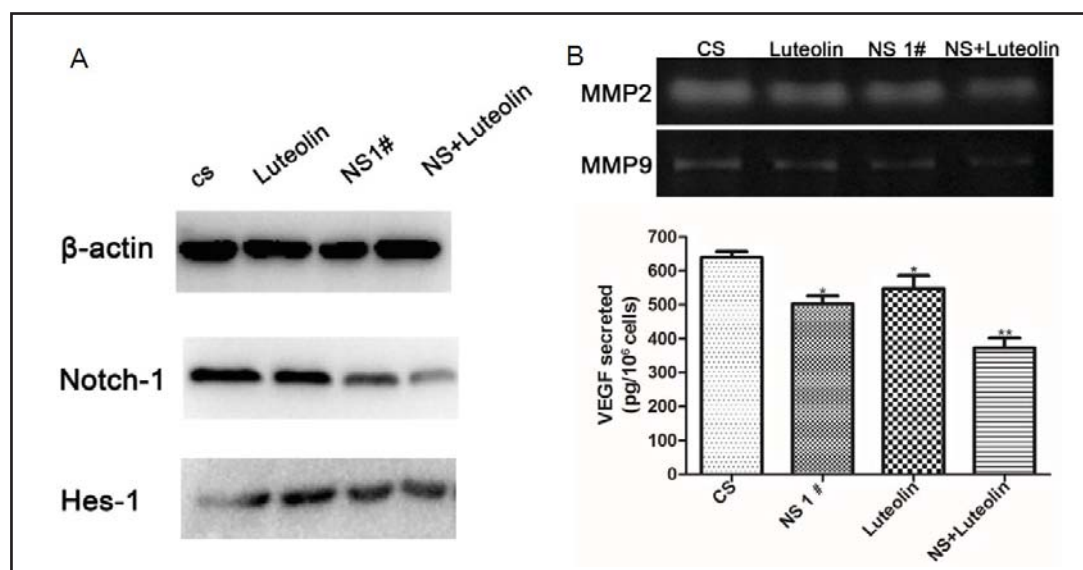 A
cs Luteolin NS1# NS+Luteolin
β-actin
Notch-1
Hes-1
B
CS Luteolin NS 1# NS+Luteolin
MMP2
MMP9
VEGF secreted
(pg/10⁶ cells)
700
600
500
400
300
200
100
0
* * **
CS NS 1# Luteolin NS+Luteolin